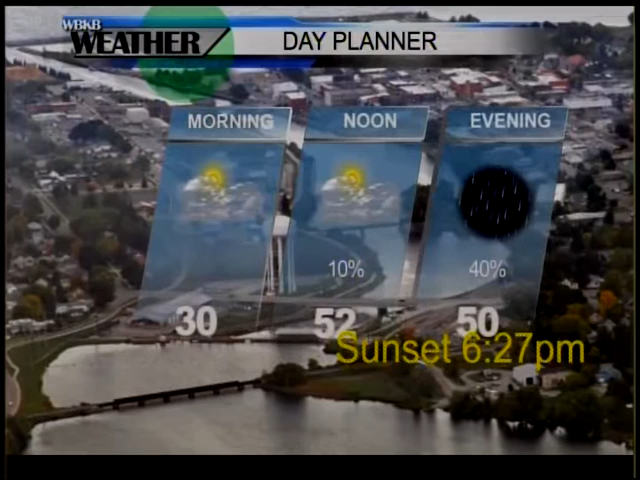 WBKB
WEATHER
DAY PLANNER
MORNING
NOON
EVENING
10%
40%
30
52
50
Sunset 6:27pm